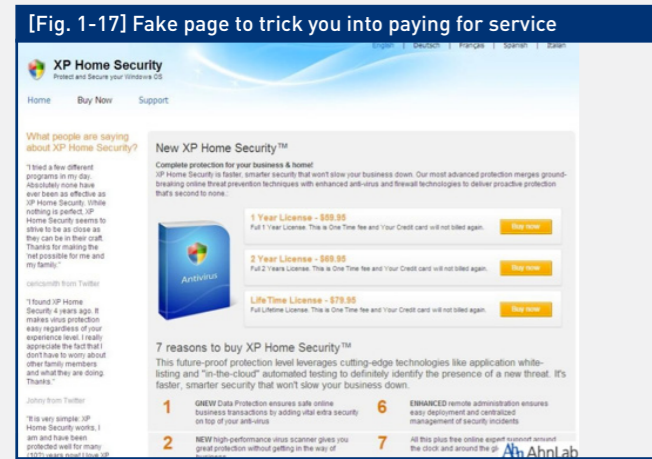 [Fig. 1-17] Fake page to trick you into paying for service
English | Deutsch | Français | Spanish | Italian
XP Home Security
Protect and Secure your Windows OS
Home Buy Now Support
What people are saying
about XP Home Security?
"I tried a few different
programs in my day.
Absolutely none have
ever been as effective as
XP Home Security. While
nothing is perfect, XP
Home Security seems to
strive to be as close as
they can be in their craft.
Thanks for making the
'net possible for me and
my family."
cericsmith from Twitter
"I found XP Home
Security 4 years ago. It
makes virus protection
easy regardless of your
experience level. I really
appreciate the fact that I
don't have to worry about
other family members
and what they are doing.
Thanks."
Johny from Twitter
"It is very simple: XP
Home Security works, I
am and have been
protected well for many
(10?) years now! I love XP
New XP Home Security™
Complete protection for your business & home!
XP Home Security is faster, smarter security that won't slow your business down. Our most advanced protection merges ground-
breaking online threat prevention techniques with enhanced anti-virus and firewall technologies to deliver proactive protection
that's second to none.:
Antivirus
1 Year License - $59.95
Full 1 Year License. This is One Time fee and Your Credit card will not billed again.
Buy now
2 Year License - $69.95
Full 2 Years License. This is One Time fee and Your Credit card will not billed again.
Buy now
LifeTime License - $79.95
Full Lifetime License. This is One Time fee and Your Credit card will not billed again.
Buy now
7 reasons to buy XP Home Security™
This future-proof protection level leverages cutting-edge technologies like application white-
listing and "in-the-cloud" automated testing to definitely identify the presence of a new threat. It's
faster, smarter security that won't slow your business down.
1 GNEW Data Protection ensures safe online
business transactions by adding vital extra security
on top of your anti-virus
6 ENHANCED remote administration ensures
easy deployment and centralized
management of security incidents
2 NEW high-performance virus scanner gives you
great protection without getting in the way of
7 All this plus free online expert support around
the clock and around the
AhnLab